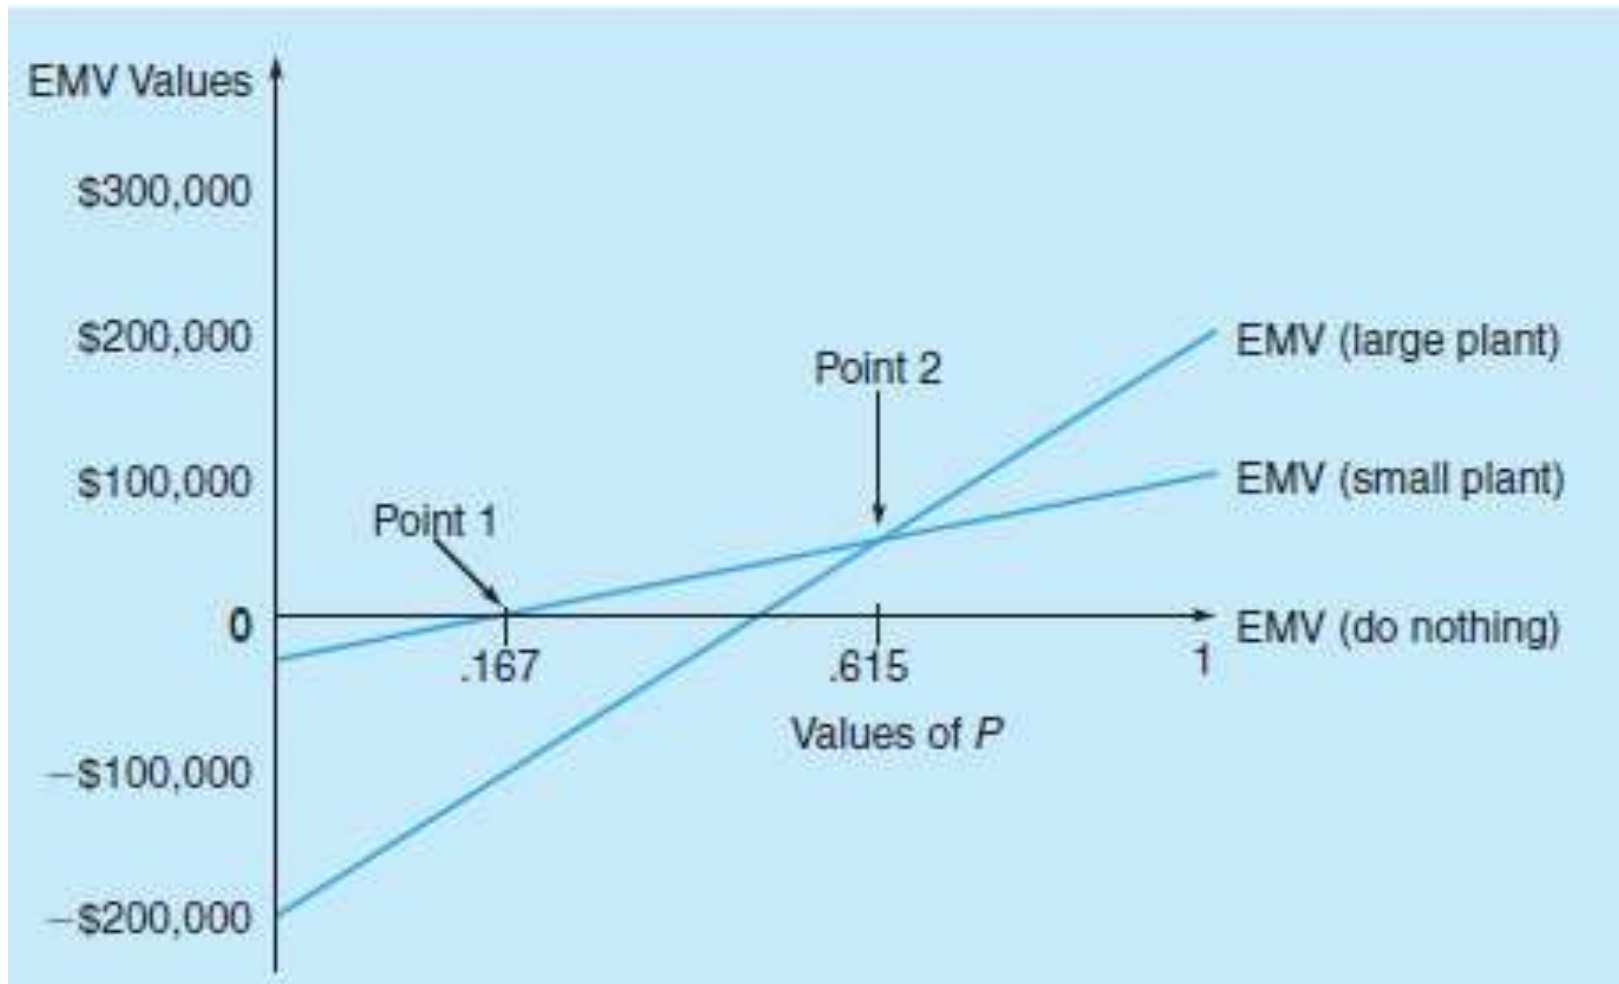 EMV Values
$300,000
$200,000
EMV (large plant)
Point 2
$100,000
EMV (small plant)
Point 1
0
EMV (do nothing)
.167
.615
1
Values of P
–$100,000
–$200,000